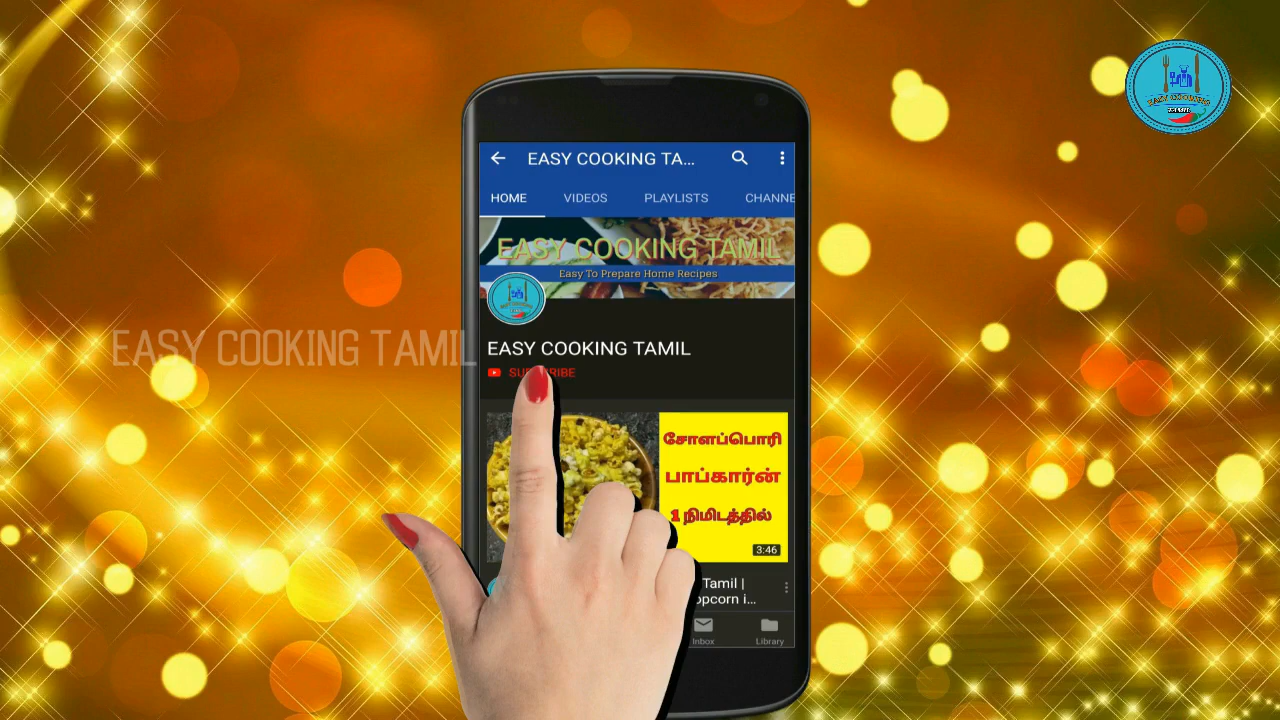 EASY COOKING TA...
HOME VIDEOS PLAYLISTS CHANNE
EASY COOKING TAMIL
Easy To Prepare Home Recipes
EASY COOKING TAMIL
EASY COOKING TAMIL
சோளப்பொரி
பாப்கார்ன்
1 நிமிடத்தில்
3:46
Tamil |
opcorn i...
Inbox Library